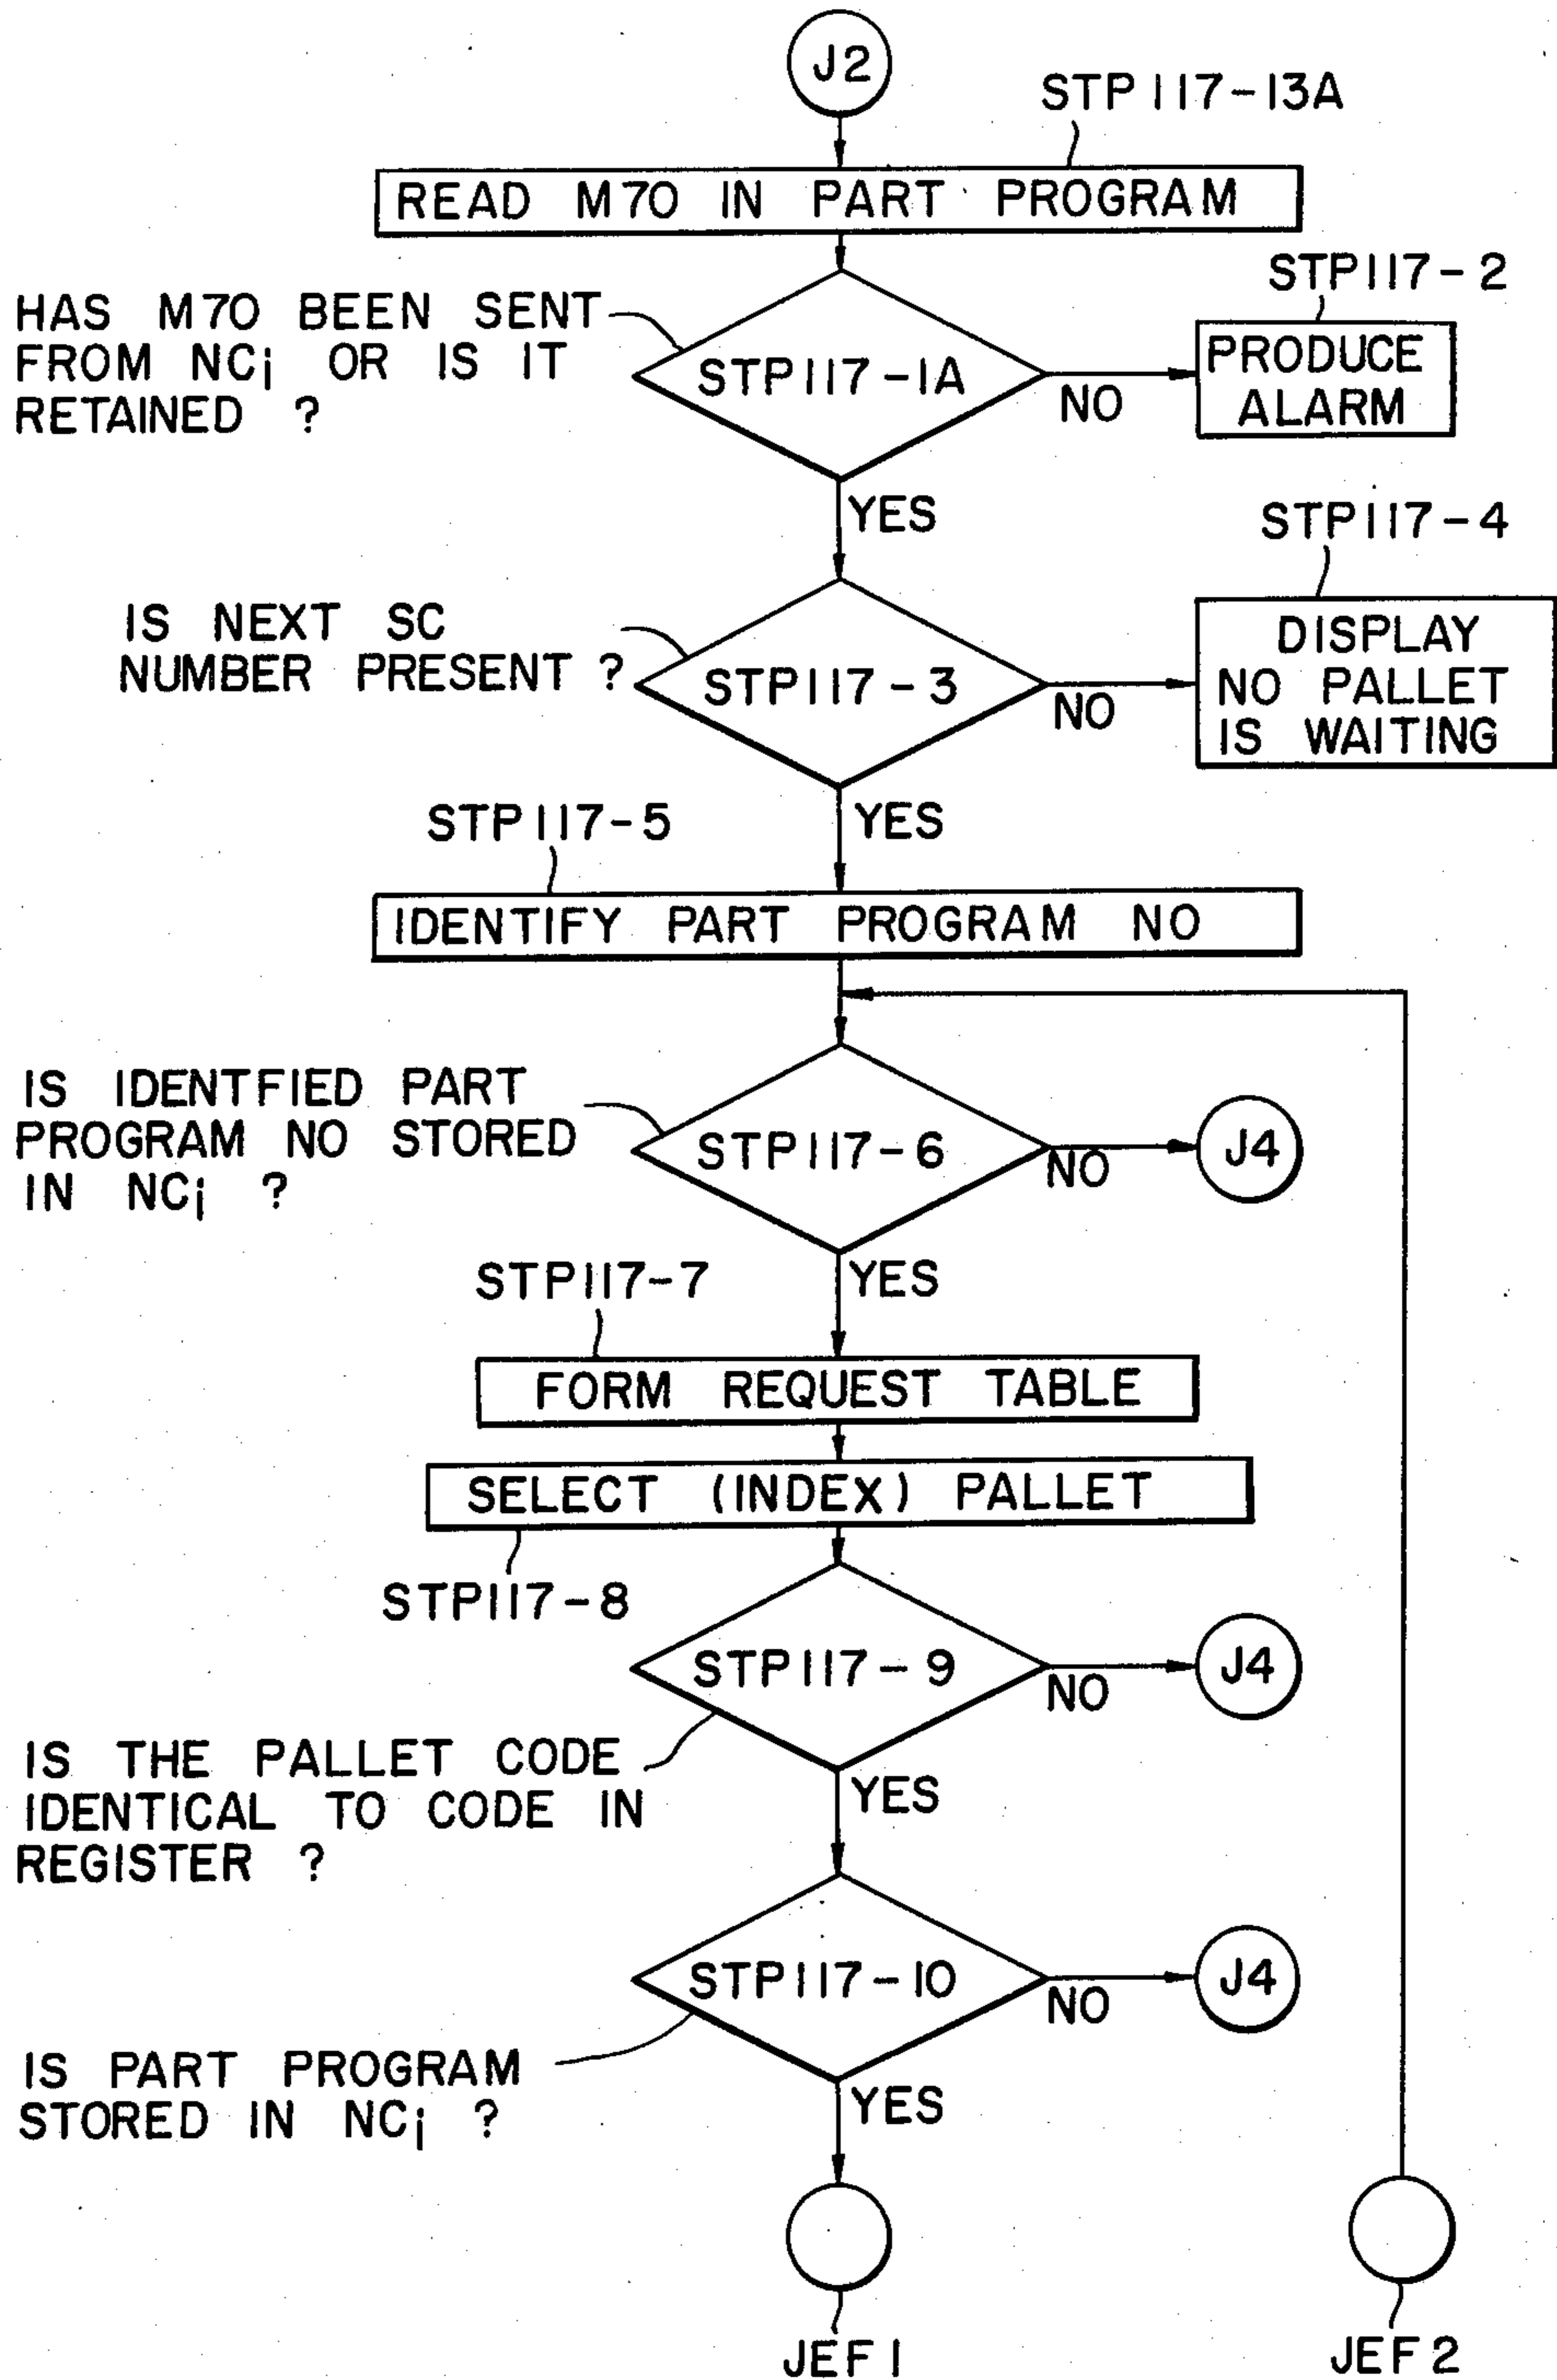 J2
STP117-13A
READ M70 IN PART PROGRAM
STP117-2
HAS M70 BEEN SENT
FROM NCi OR IS IT
RETAINED ?
STP117-1A
NO
PRODUCE
ALARM
YES
STP117-4
IS NEXT SC
NUMBER PRESENT ?
STP117-3
NO
DISPLAY
NO PALLET
IS WAITING
YES
STP117-5
IDENTIFY PART PROGRAM NO
IS IDENTFIED PART
PROGRAM NO STORED
IN NCi ?
STP117-6
NO
J4
YES
STP117-7
FORM REQUEST TABLE
SELECT (INDEX) PALLET
STP117-8
STP117-9
NO
J4
IS THE PALLET CODE
IDENTICAL TO CODE IN
REGISTER ?
YES
STP117-10
NO
J4
IS PART PROGRAM
STORED IN NCi ?
YES
JEF1
JEF2